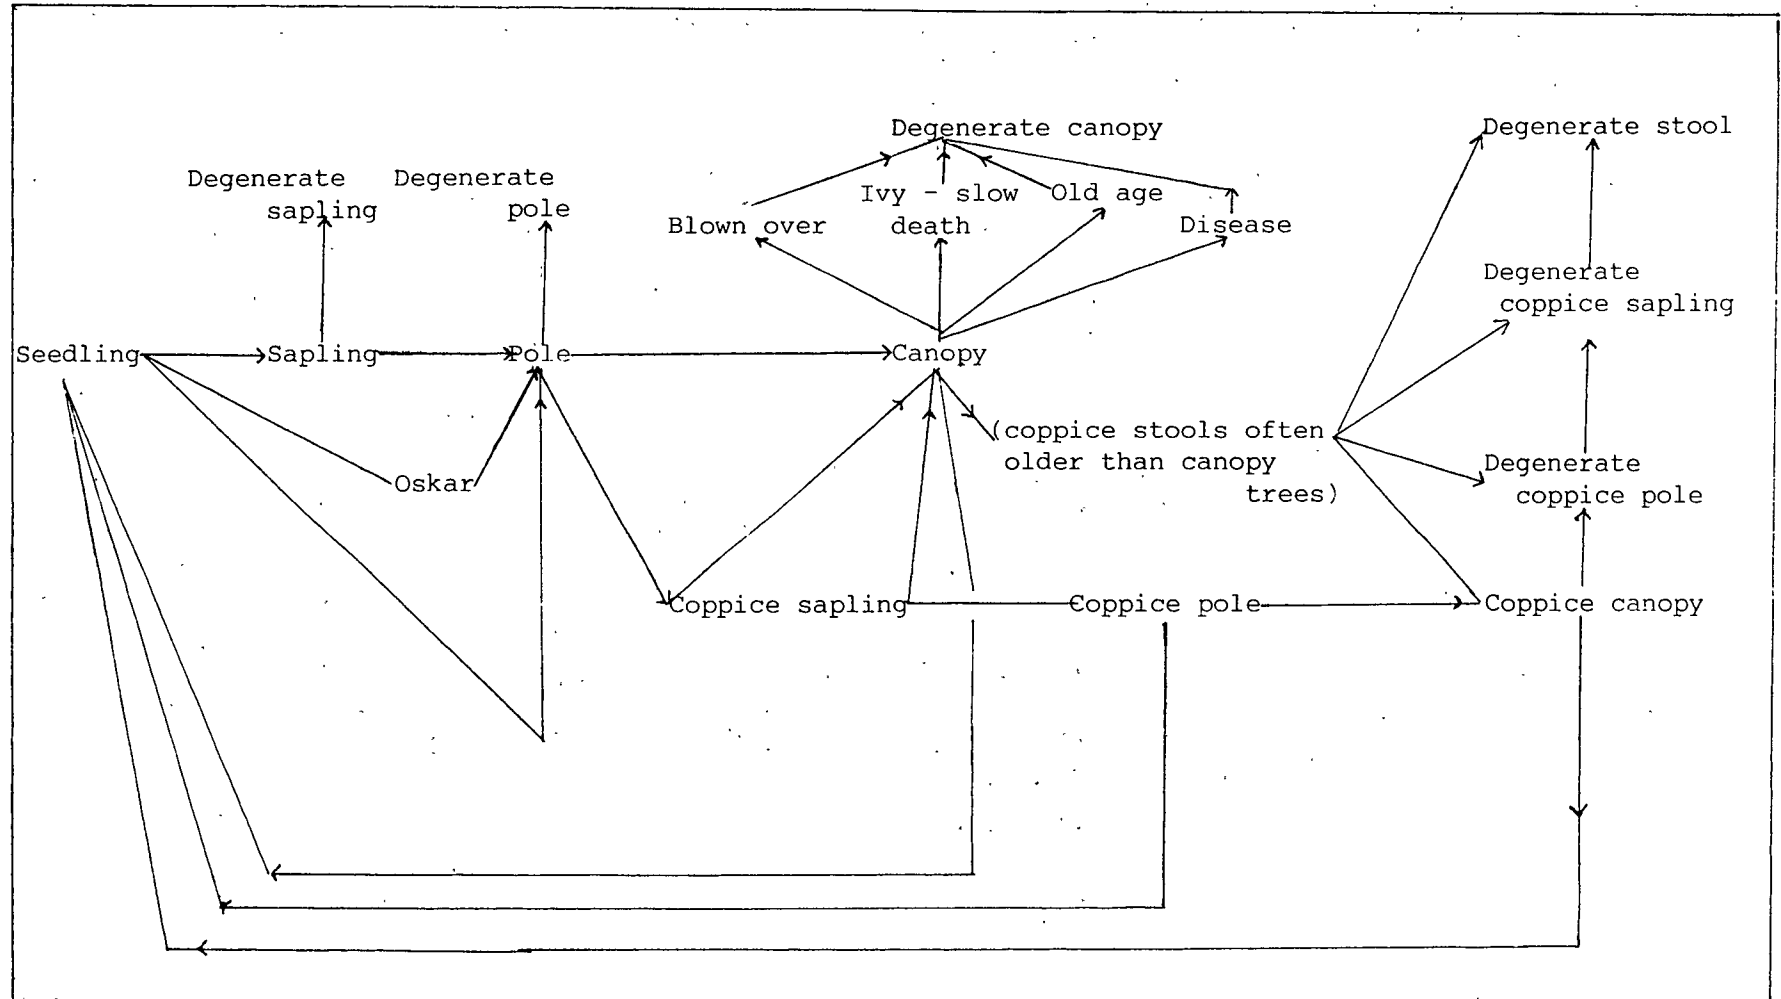 Degenerate canopy
Degenerate stool
Degenerate
sapling
Degenerate
pole
Blown over
Ivy - slow
death
Old age
Disease
Degenerate
coppice sapling
Seedling
Sapling
Pole
Canopy
(coppice stools often
older than canopy
trees)
Oskar
Degenerate
coppice pole
Coppice sapling
Coppice pole
Coppice canopy